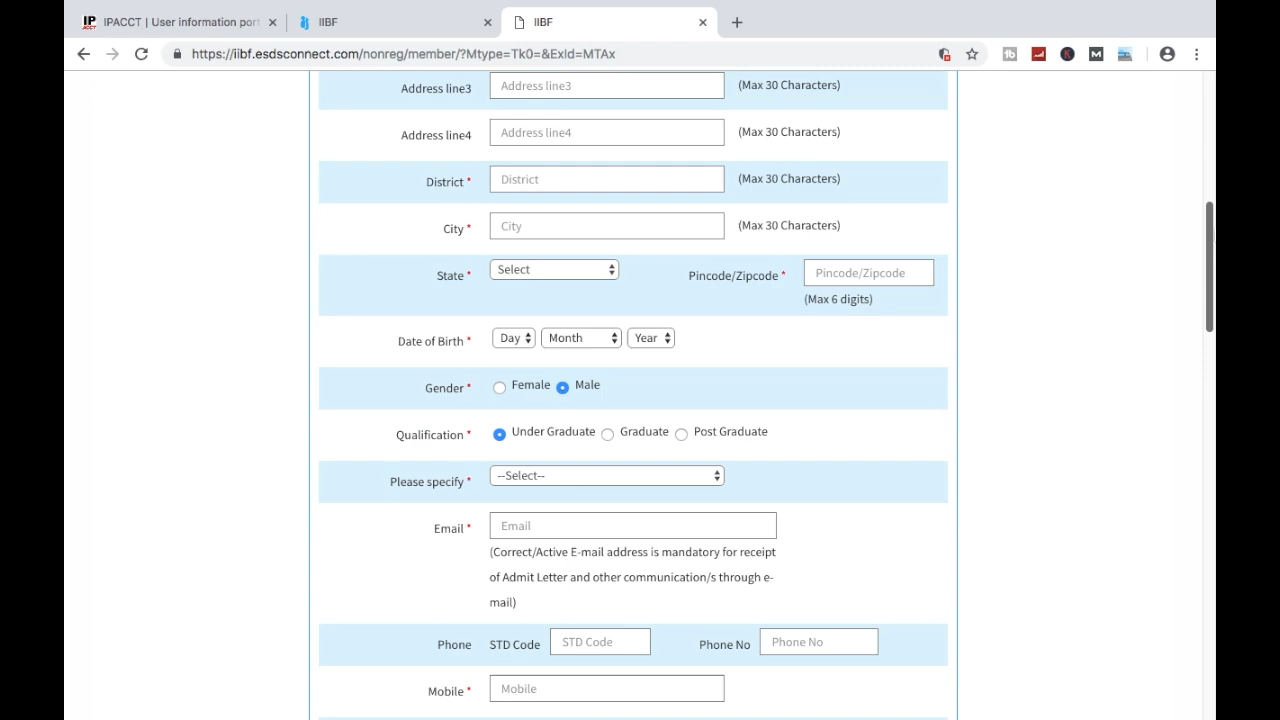 IPACCT | User information port
IIBF
IIBF
https://iibf.esdsconnect.com/nonreg/member/?Mtype=Tk0=&ExId=MTAx
Address line3 Address line3 (Max 30 Characters)
Address line4 Address line4 (Max 30 Characters)
District * District (Max 30 Characters)
City * City (Max 30 Characters)
State * Select Pincode/Zipcode * Pincode/Zipcode
(Max 6 digits)
Date of Birth * Day Month Year
Gender * Female Male
Qualification * Under Graduate Graduate Post Graduate
Please specify * --Select--
Email * Email
(Correct/Active E-mail address is mandatory for receipt
of Admit Letter and other communication/s through e-
mail)
Phone STD Code STD Code Phone No Phone No
Mobile * Mobile